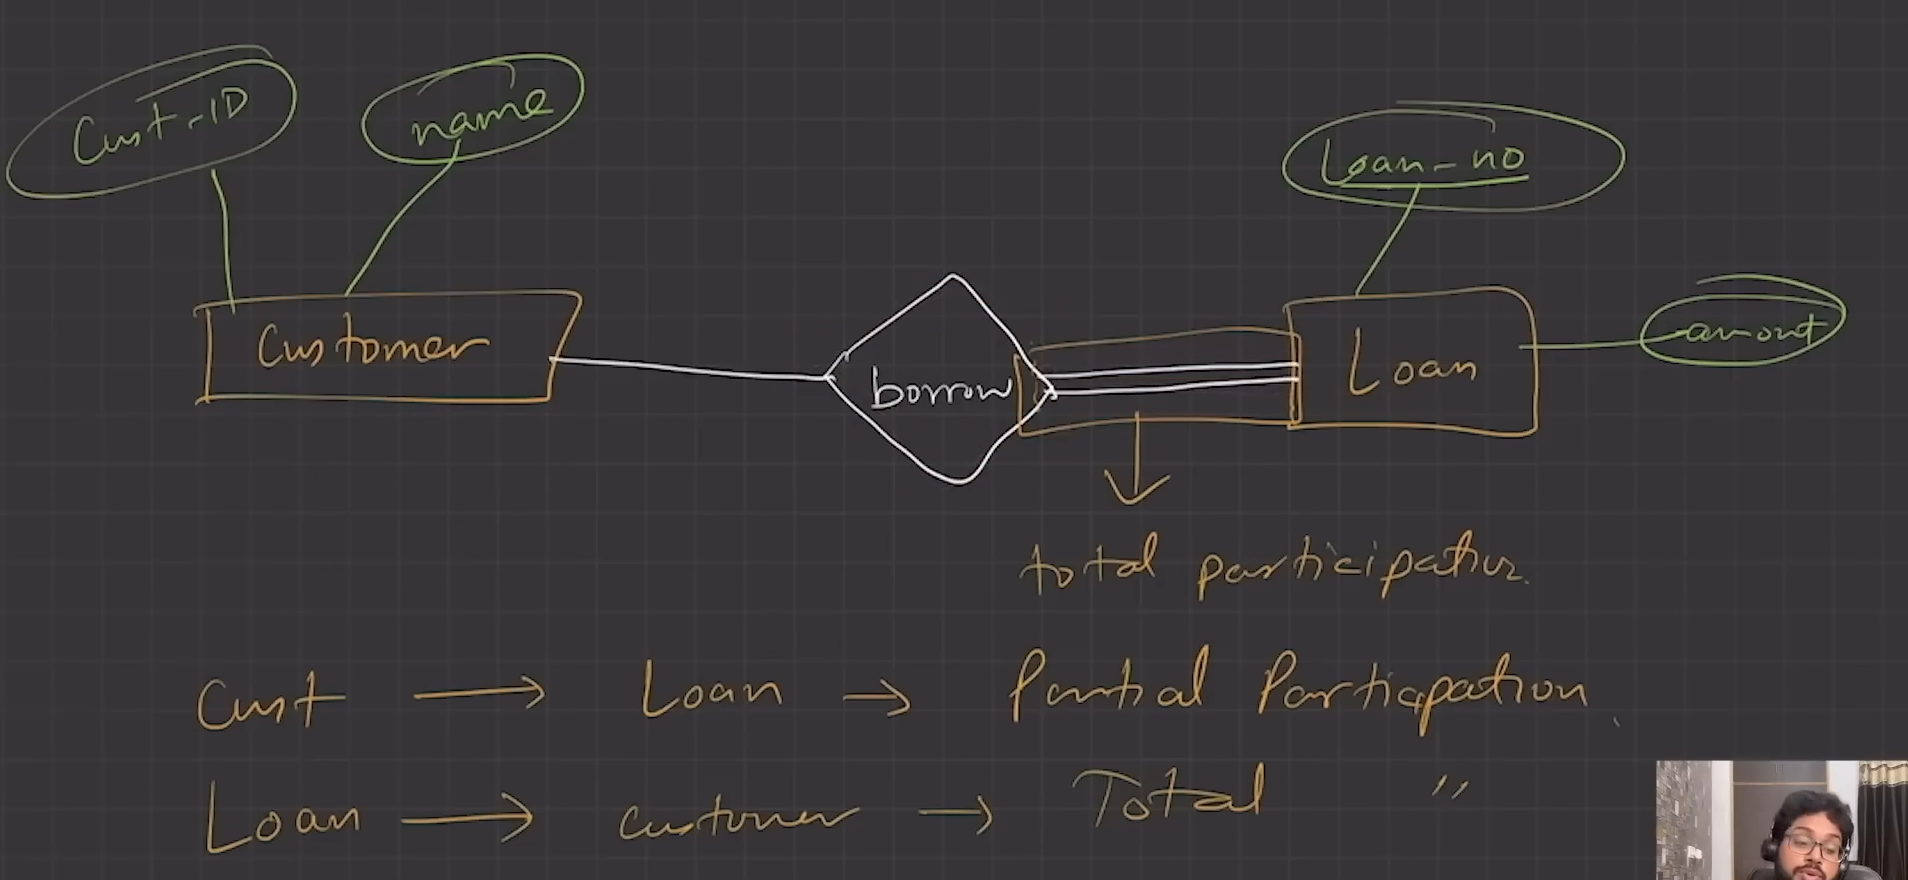 Cust-ID
name
Loan-no
Customer
borrow
Loan
amount
total participation
Cust → Loan → Partial Participation
Loan → customer → Total "